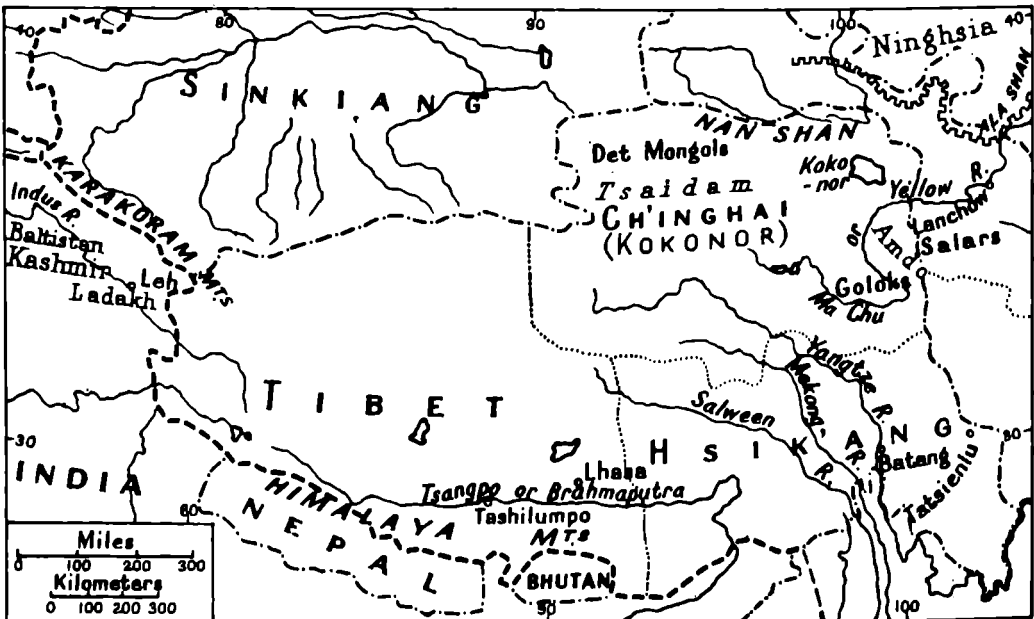 40 80 90 100 40
Ninghsia
SINKIANG
ALA SHAN
NAN SHAN
Det Mongols
Koko
-nor
KARAKORAM MTS
Tsaidam
Yellow R.
Indus R.
CH'INGHAI
Lanchow
(KOKONOR)
or
Amdo
Salars
Baltistan
Kashmir
Leh
Ladakh
Goloks
Ma Chu
Yangtze R.
Mekong R.
TIBET
Salween R.
30
HSIKANG
30
INDIA
Batang
Lhasa
HIMALAYA MTS
Tsangpo or Brahmaputra
Tatsienlu
80
NEPAL
Tashilumpo
Miles
0 100 200 300
Kilometers
0 100 200 300
BHUTAN
90
100